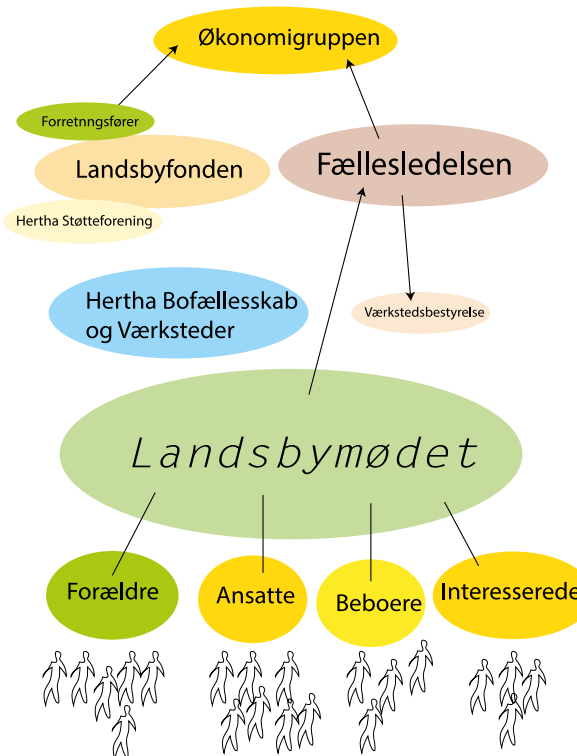 Økonomigruppen
Forretnngsfører
Landsbyfonden
Fællesledelsen
Hertha Støtteforening
Hertha Bofællesskab
og Værksteder
Værkstedsbestyrelse
Landsbymødet
Forældre
Ansatte
Beboere
Interesserede